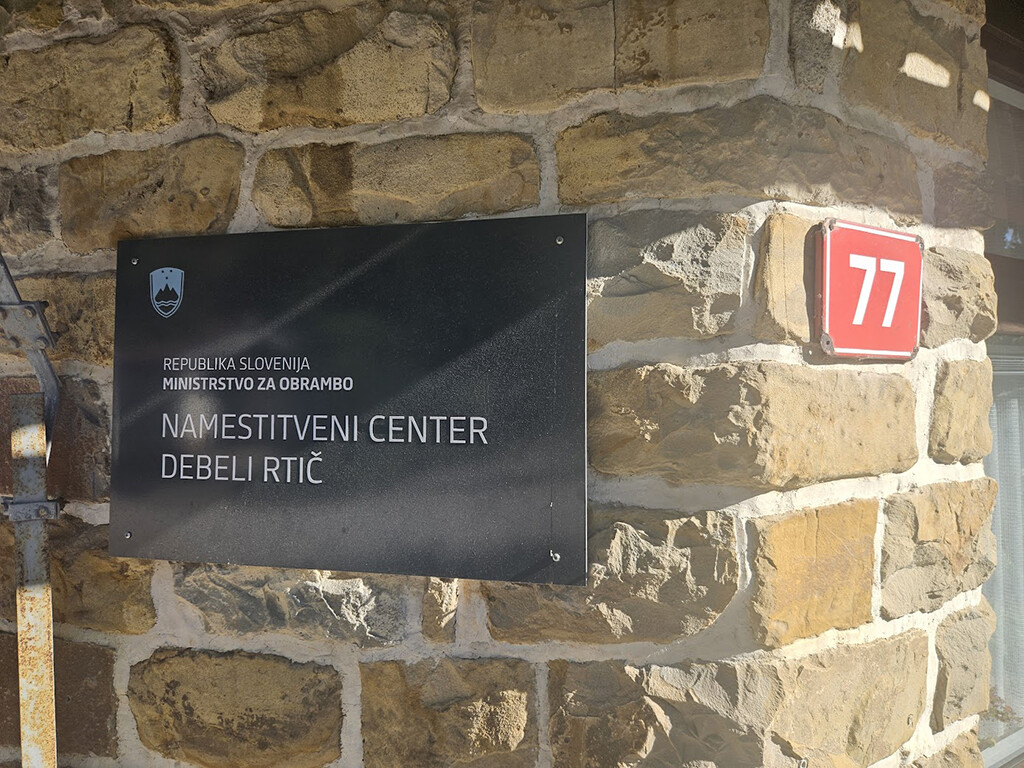 REPUBLIKA SLOVENIJA
MINISTRSTVO ZA OBRAMBO
NAMESTITVENI CENTER
DEBELI RTIČ
77